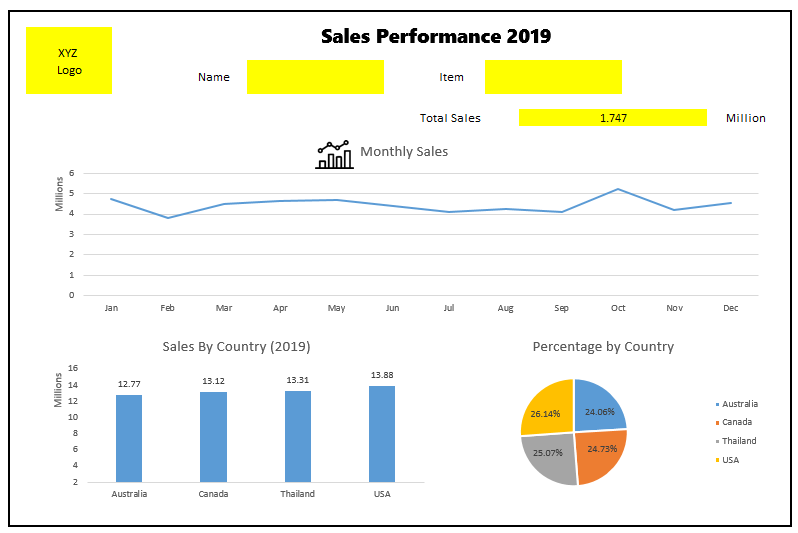 Sales Performance 2019
XYZ
Logo
Name
Item
Total Sales 1.747 Million
Monthly Sales
Millions
6
5
4
3
2
1
0
Jan Feb Mar Apr May Jun Jul Aug Sep Oct Nov Dec
Sales By Country (2019)
Millions
16
14
12
10
8
6
4
2
12.77 13.12 13.31 13.88
Australia Canada Thailand USA
Percentage by Country
26.14% 24.06%
25.07% 24.73%
Australia
Canada
Thailand
USA